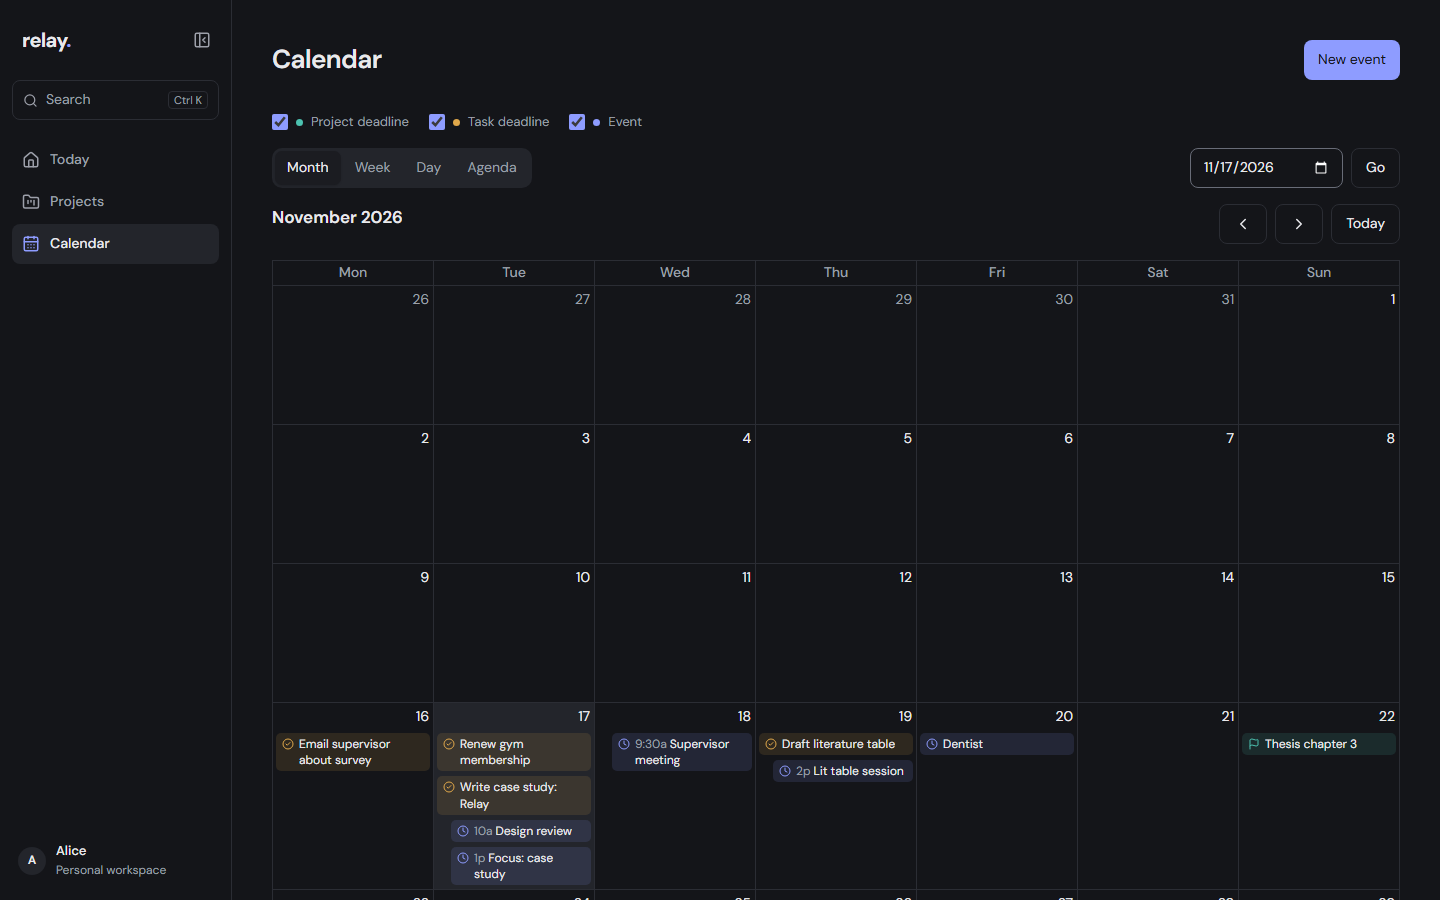 relay.
Search
Ctrl K
Today
Projects
Calendar
A
Alice
Personal workspace
Calendar
New event
Project deadline
Task deadline
Event
Month
Week
Day
Agenda
11/17/2026
Go
November 2026
Today
Mon
Tue
Wed
Thu
Fri
Sat
Sun
26
27
28
29
30
31
1
2
3
4
5
6
7
8
9
10
11
12
13
14
15
16
Email supervisor
about survey
17
Renew gym
membership
Write case study:
Relay
10a Design review
1p Focus: case
study
18
9:30a Supervisor
meeting
19
Draft literature table
2p Lit table session
20
Dentist
21
22
Thesis chapter 3